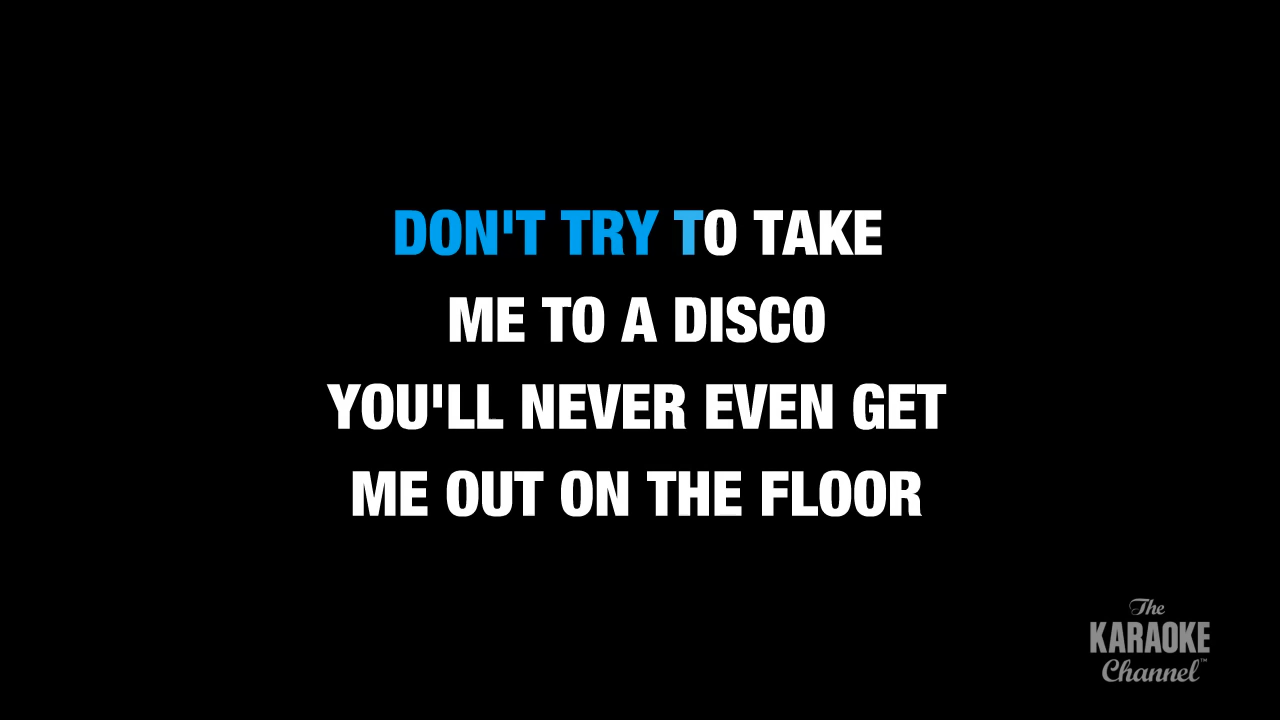 DON'T TRY TO TAKE
ME TO A DISCO
YOU'LL NEVER EVEN GET
ME OUT ON THE FLOOR
The
KARAOKE
Channel™